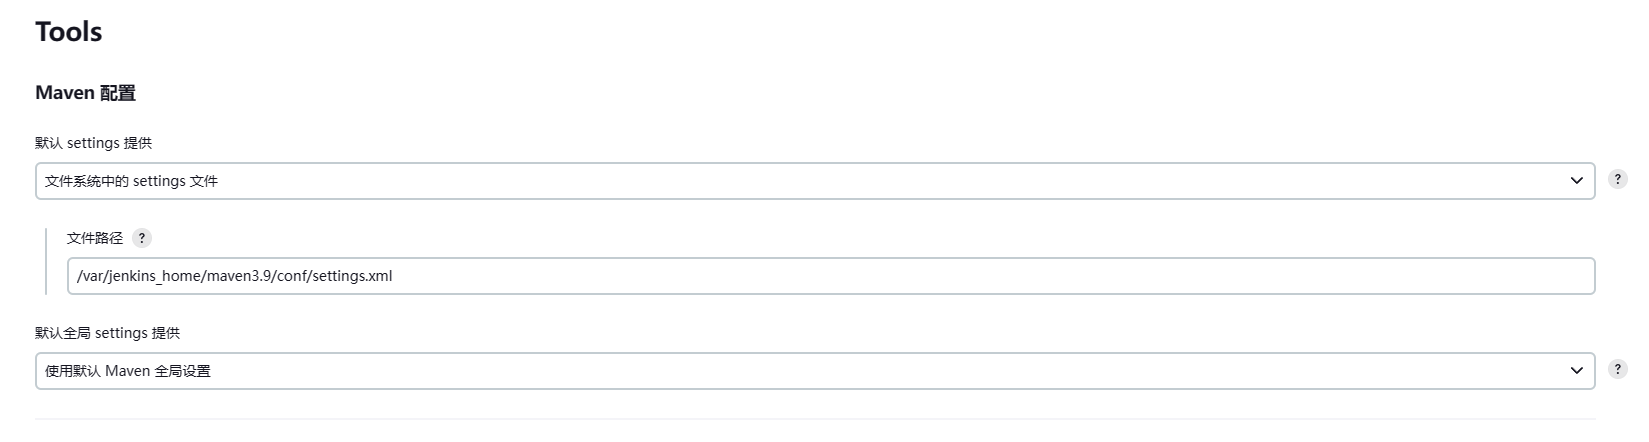 Tools
Maven 配置
默认 settings 提供
文件系统中的 settings 文件
?
文件路径 ?
/var/jenkins_home/maven3.9/conf/settings.xml
默认全局 settings 提供
使用默认 Maven 全局设置
?